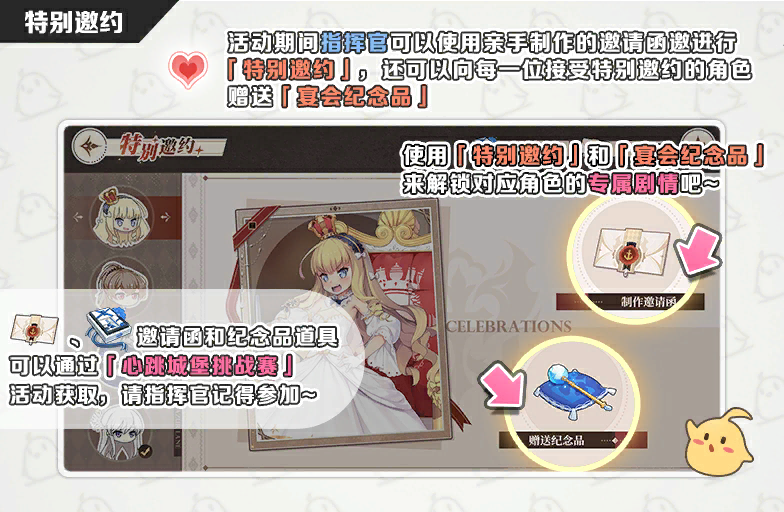 特别邀约
活动期间指挥官可以使用亲手制作的邀请函邀进行
「特别邀约」，还可以向每一位接受特别邀约的角色
赠送「宴会纪念品」
特别邀约
使用「特别邀约」和「宴会纪念品」
来解锁对应角色的专属剧情吧~
制作邀请函
CELEBRATIONS
、邀请函和纪念品道具
可以通过「心跳城堡挑战赛」
活动获取，请指挥官记得参加~
赠送纪念品